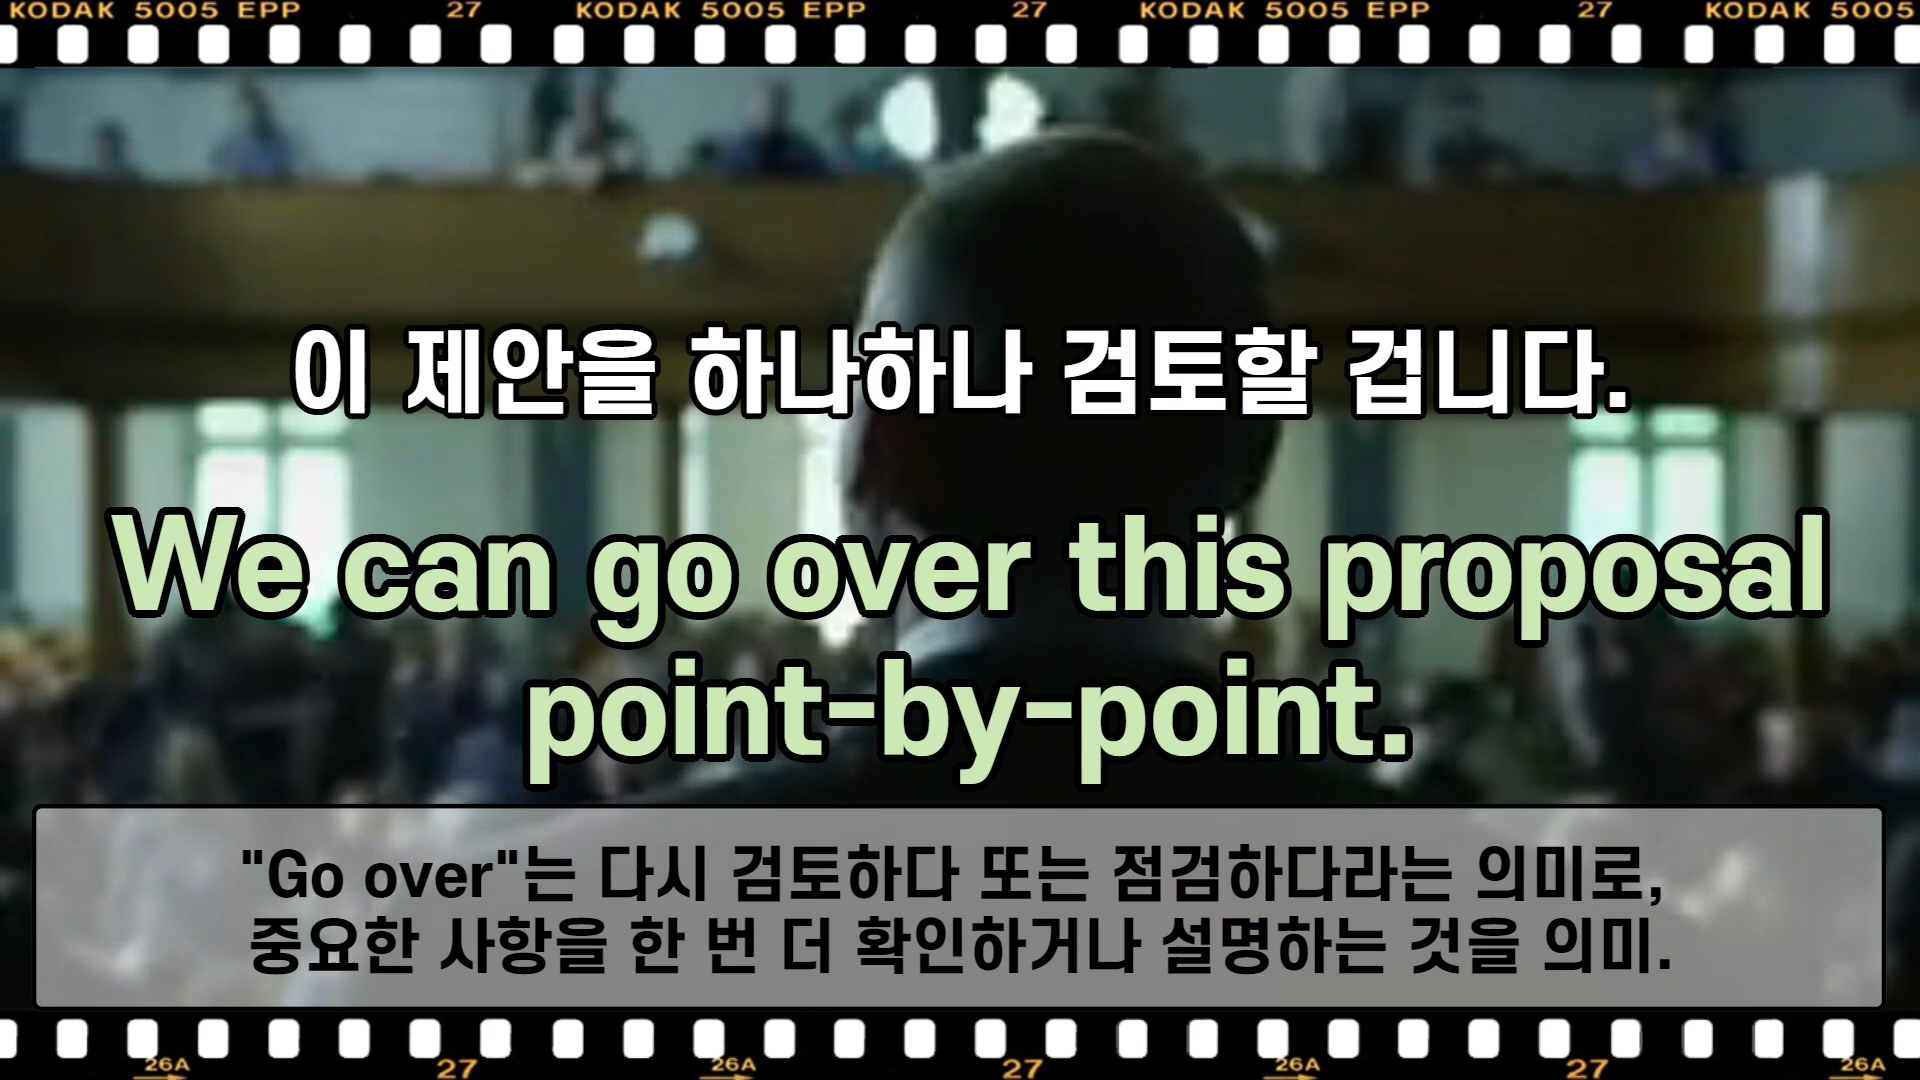 KODAK 5005 EPP 27 KODAK 5005 EPP 27 KODAK 5005 EPP 27 KODAK 5005
이 제안을 하나하나 검토할 겁니다.
We can go over this proposal
point-by-point.
"Go over"는 다시 검토하다 또는 점검하다라는 의미로,
중요한 사항을 한 번 더 확인하거나 설명하는 것을 의미.
26A 27 26A 27 26A 27 26A